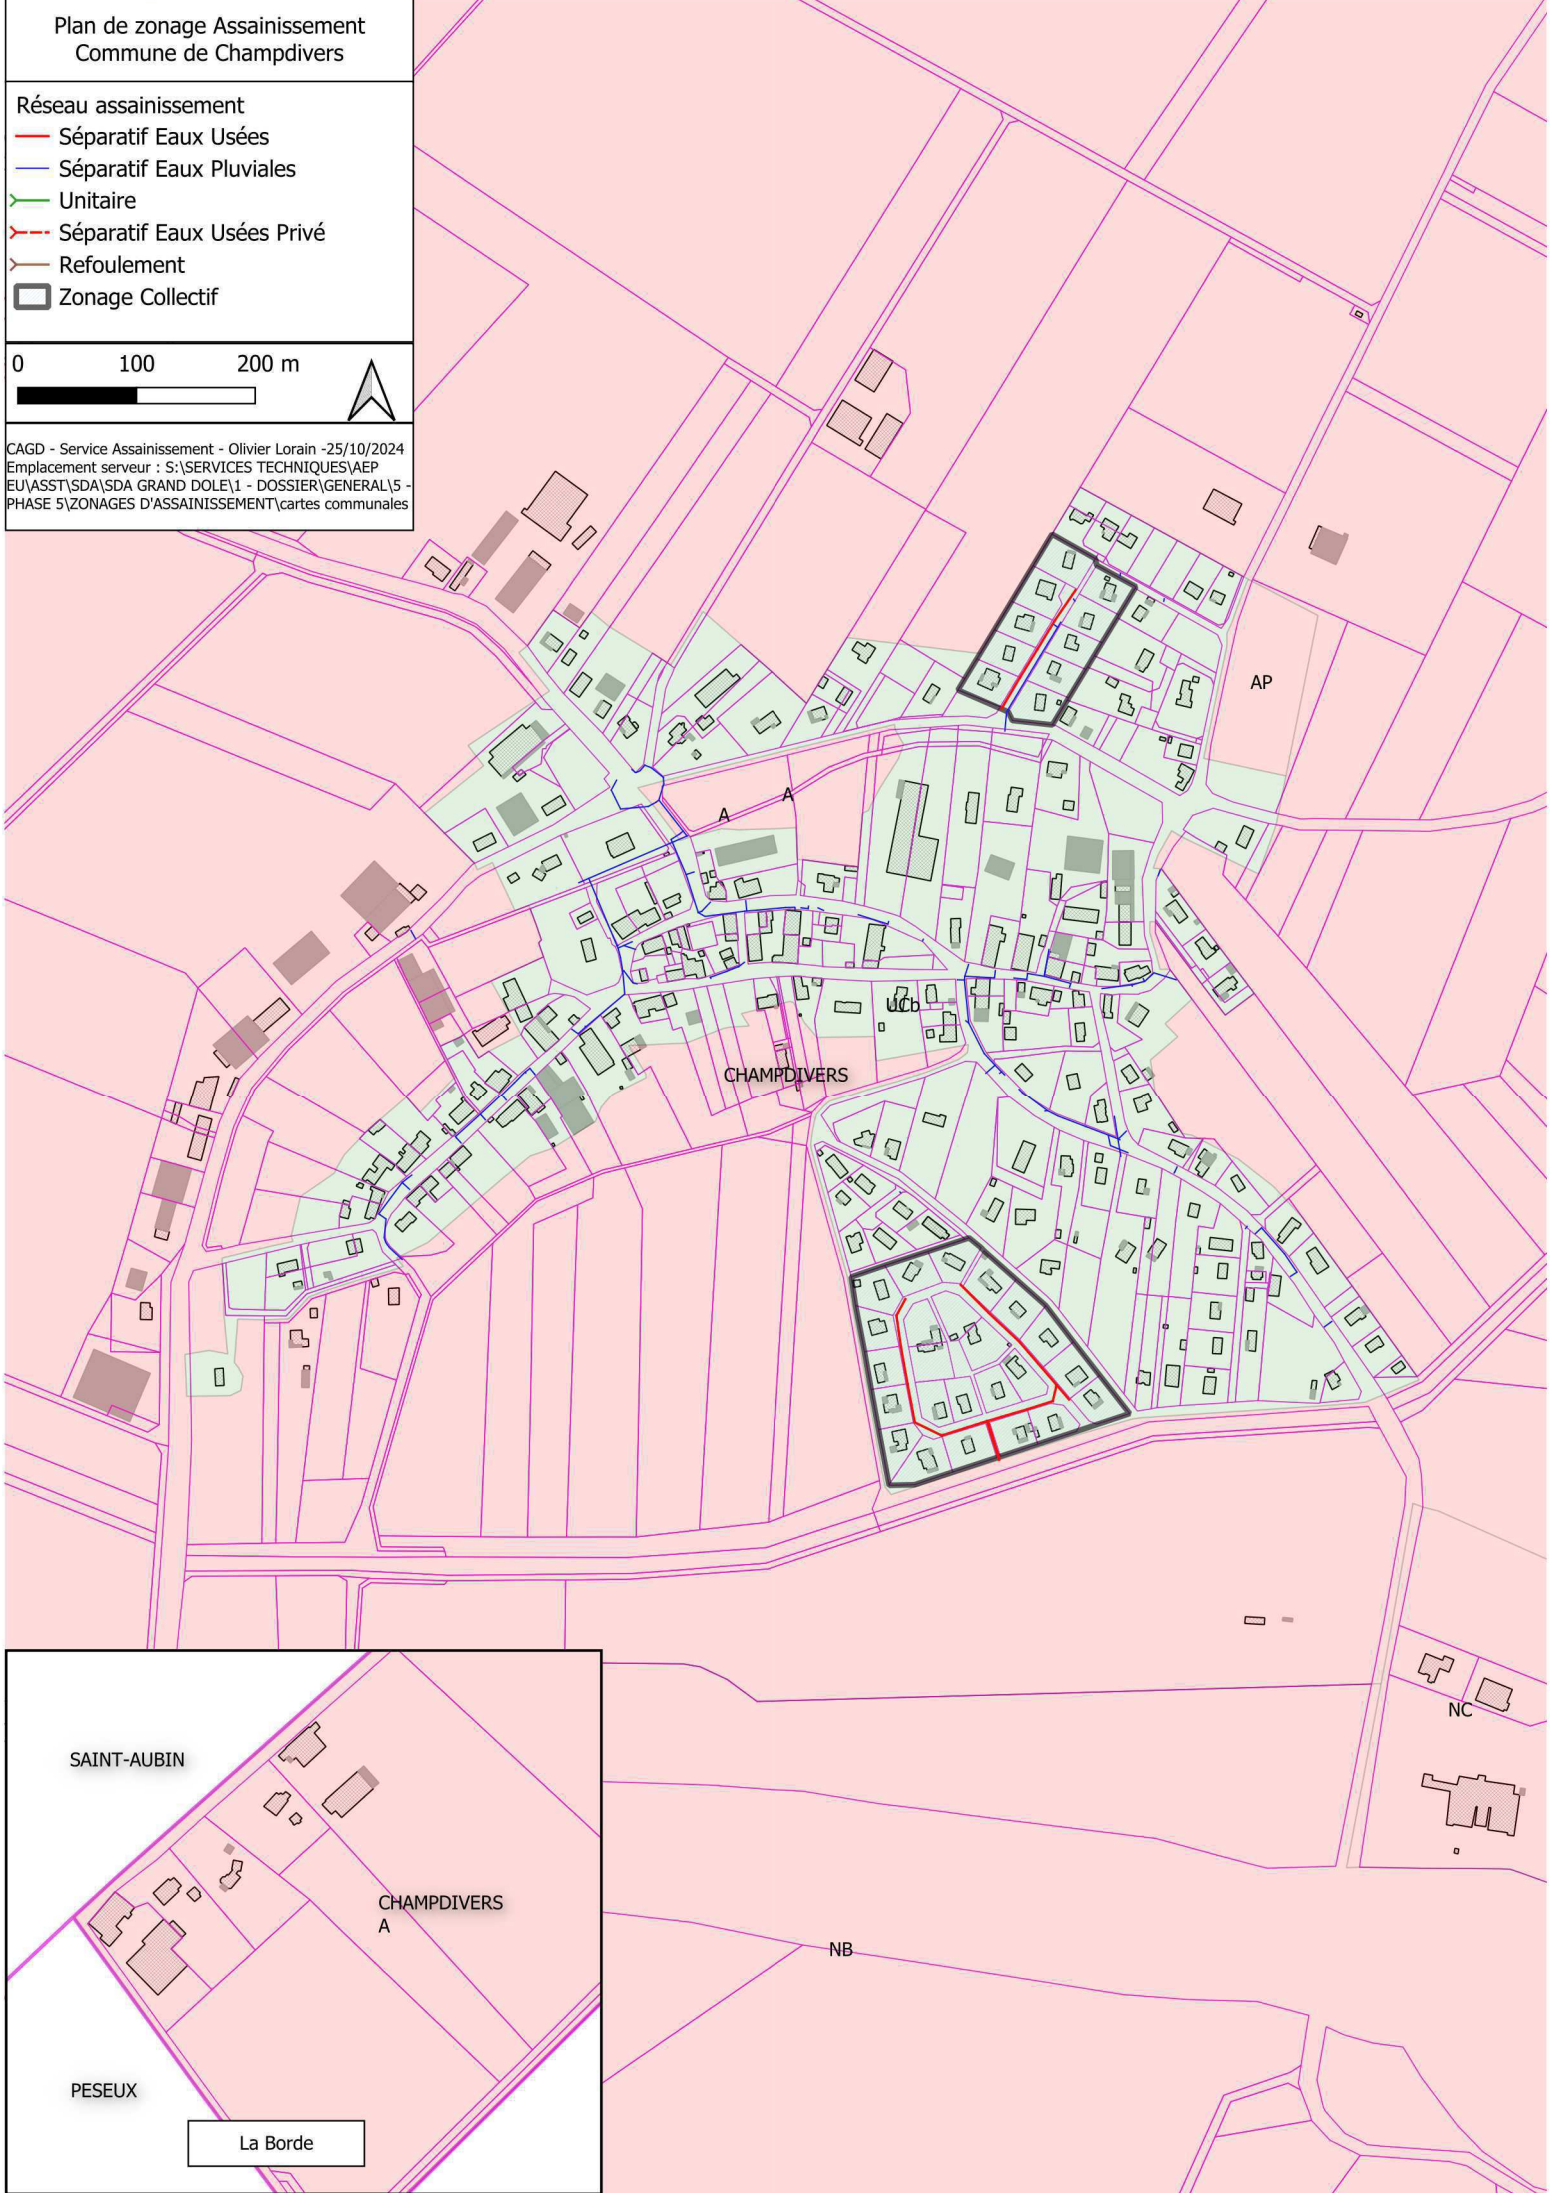 Plan de zonage Assainissement
Commune de Champdivers
Réseau assainissement
Séparatif Eaux Usées
Séparatif Eaux Pluviales
Unitaire
Séparatif Eaux Usées Privé
Refoulement
Zonage Collectif
0 100 200 m
CAGD - Service Assainissement - Olivier Lorain -25/10/2024
Emplacement serveur : S:\SERVICES TECHNIQUES\AEP
EU\ASST\SDA\SDA GRAND DOLE\1 - DOSSIER\GENERAL\5 -
PHASE 5\ZONAGES D'ASSAINISSEMENT\cartes communales
AP
A
A
UCb
CHAMPDIVERS
NC
SAINT-AUBIN
CHAMPDIVERS
A
NB
PESEUX
La Borde